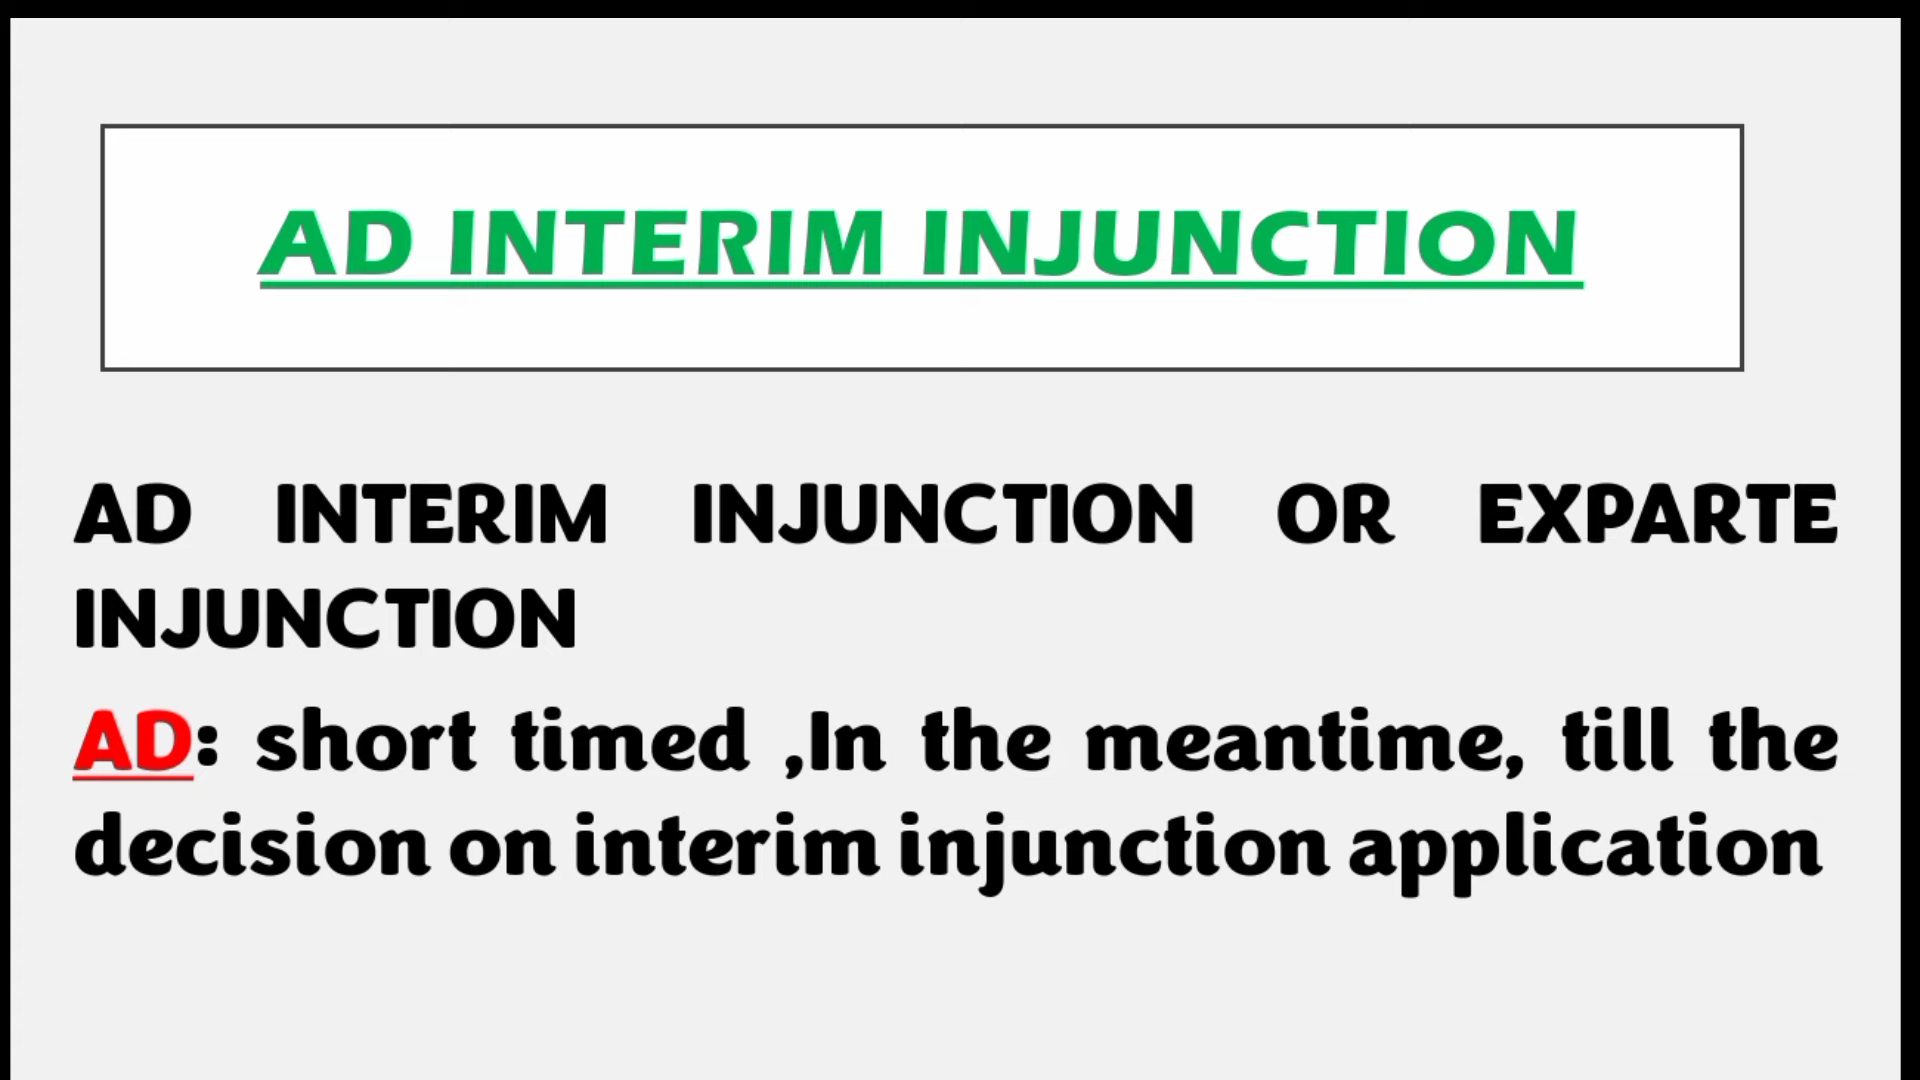 AD INTERIM INJUNCTION
AD INTERIM INJUNCTION OR EXPARTE
INJUNCTION
AD: short timed ,In the meantime, till the
decision on interim injunction application